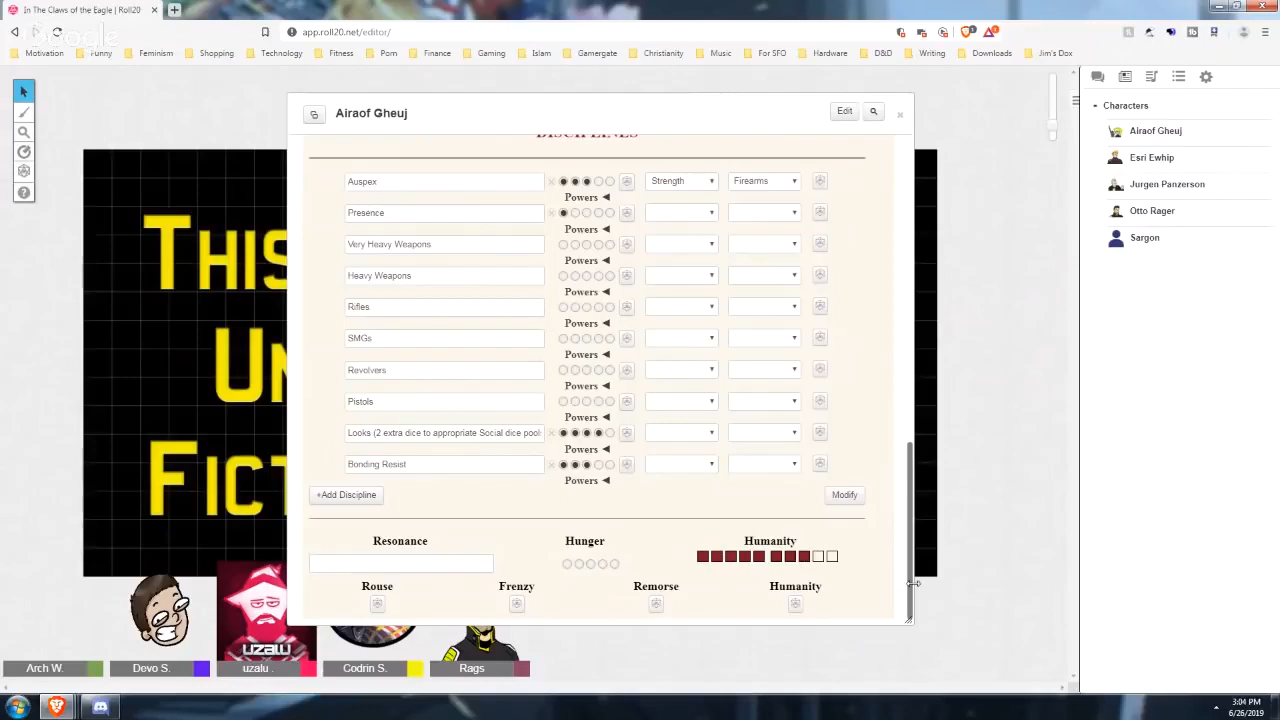 In The Claws of the Eagle | Roll20
Google
app.roll20.net/editor/
Motivation
Funny
Feminism
Shopping
Technology
Fitness
Porn
Finance
Gaming
Islam
Gamergate
Christianity
Music
For SFO
Hardware
D&D
Writing
Downloads
Jim's Dox
Airaof Gheuj
Edit
Characters
Airaof Gheuj
Esri Ewhip
Jurgen Panzerson
Otto Rager
Sargon
DISCIPLINES
Auspex
Strength
Firearms
Powers
Presence
Powers
Very Heavy Weapons
Powers
Heavy Weapons
Powers
Rifles
Powers
SMGs
Powers
Revolvers
Powers
Pistols
Powers
Looks (2 extra dice to appropriate Social dice pool
Powers
Bonding Resist
Powers
+Add Discipline
Modify
Resonance
Hunger
Humanity
Rouse
Frenzy
Remorse
Humanity
THIS
UN
FICT
UZALU
Arch W.
Devo S.
uzalu .
Codrin S.
Rags
3:04 PM
6/26/2019